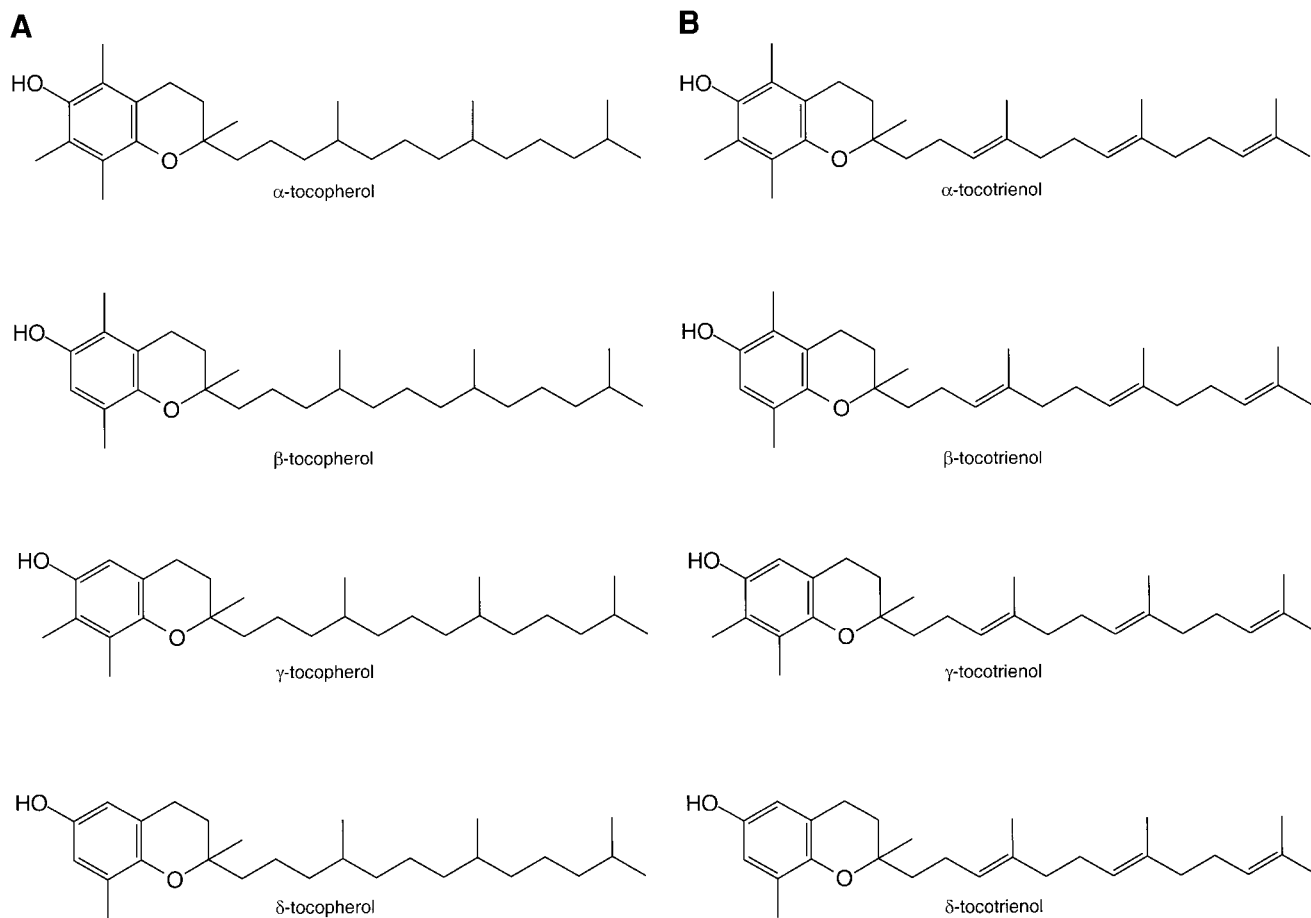 A
B
HO
O
α-tocopherol
HO
O
α-tocotrienol
HO
O
β-tocopherol
HO
O
β-tocotrienol
HO
O
γ-tocopherol
HO
O
γ-tocotrienol
HO
O
δ-tocopherol
HO
O
δ-tocotrienol